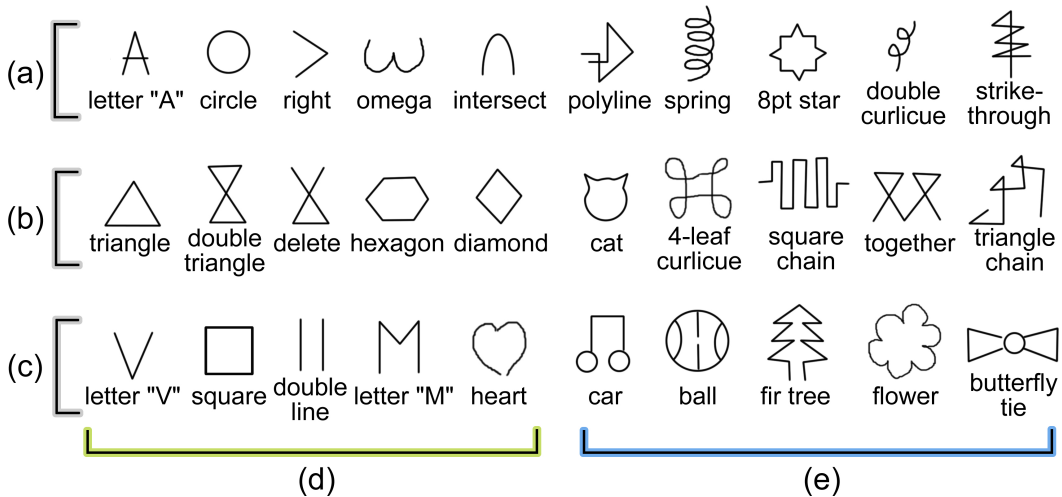 (a)
letter "A" circle right omega intersect polyline spring 8pt star double curlicue strike-through
(b)
triangle double triangle delete hexagon diamond cat 4-leaf curlicue square chain together triangle chain
(c)
letter "V" square double line letter "M" heart car ball fir tree flower butterfly tie
(d) (e)